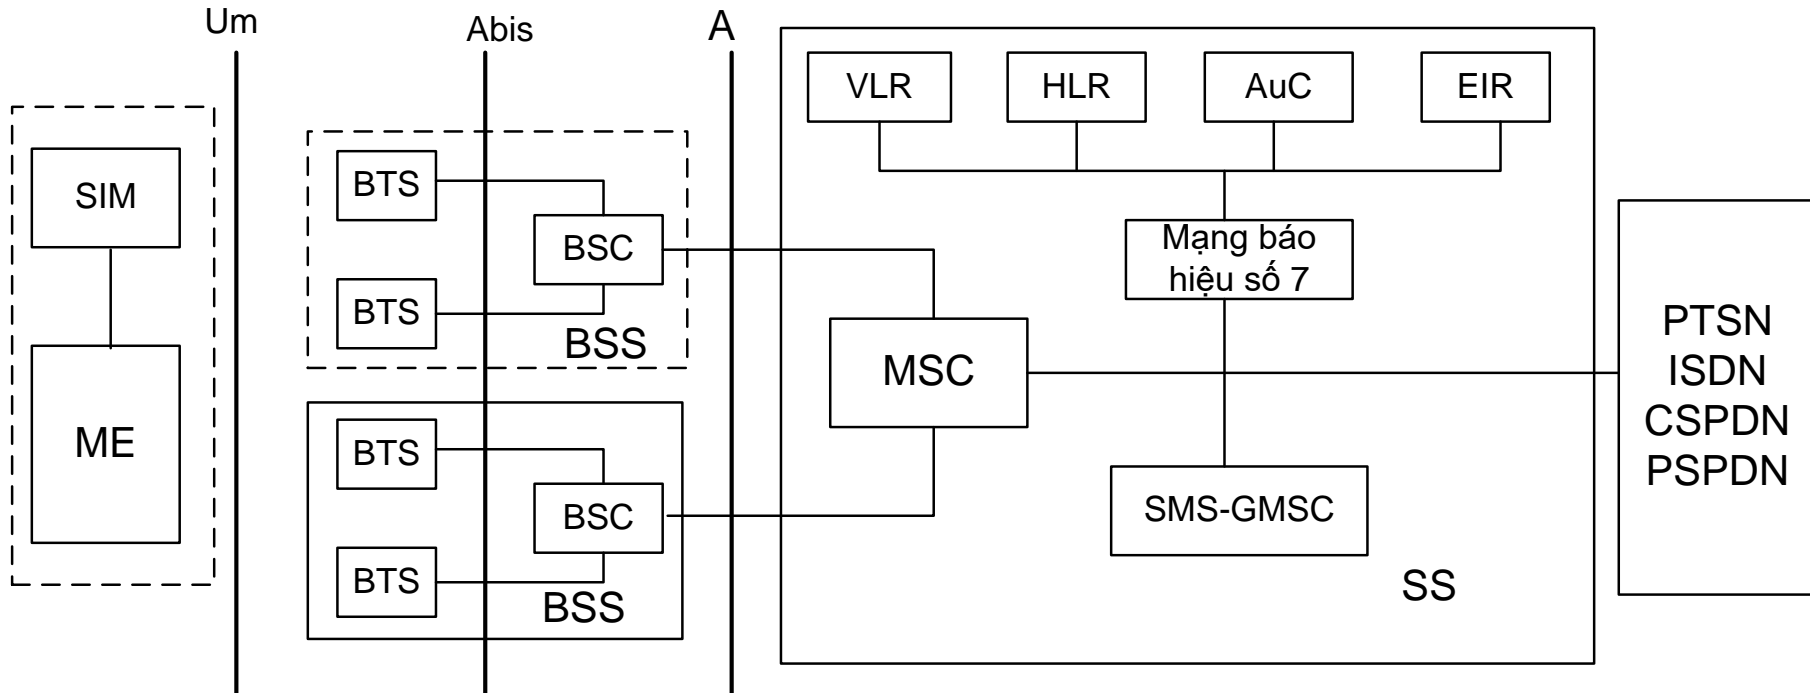 Um
Abis
A
VLR
HLR
AuC
EIR
SIM
ME
BTS
BTS
BSC
BSS
BTS
BTS
BSC
BSS
MSC
Mạng báo
hiệu số 7
SMS-GMSC
SS
PTSN
ISDN
CSPDN
PSPDN